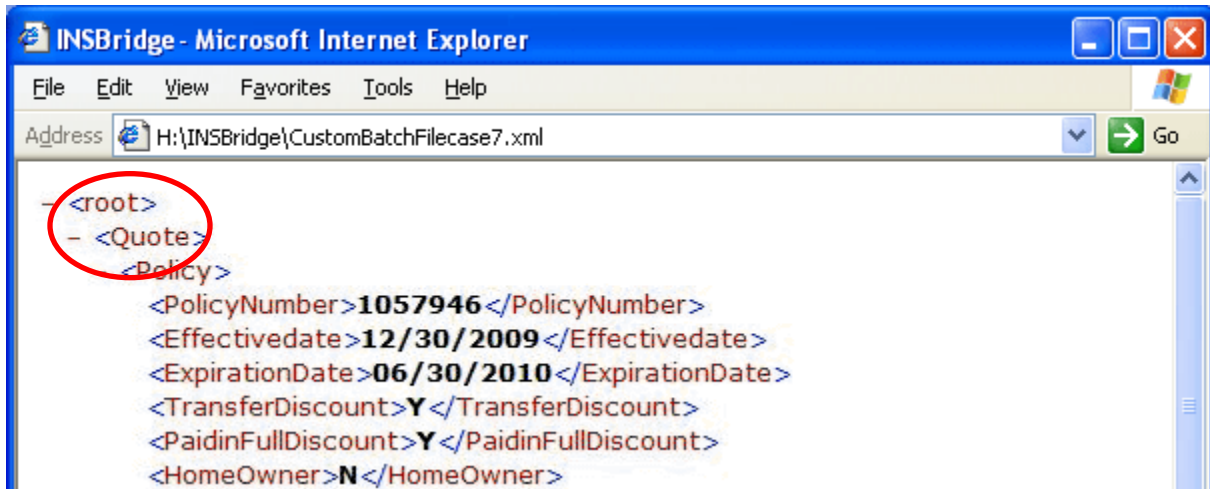 INSBridge - Microsoft Internet Explorer
File Edit View Favorites Tools Help
Address H:\INSBridge\CustomBatchFilecase7.xml Go
– <root>
– <Quote>
– <Policy>
<PolicyNumber>1057946</PolicyNumber>
<Effectivedate>12/30/2009</Effectivedate>
<ExpirationDate>06/30/2010</ExpirationDate>
<TransferDiscount>Y</TransferDiscount>
<PaidinFullDiscount>Y</PaidinFullDiscount>
<HomeOwner>N</HomeOwner>